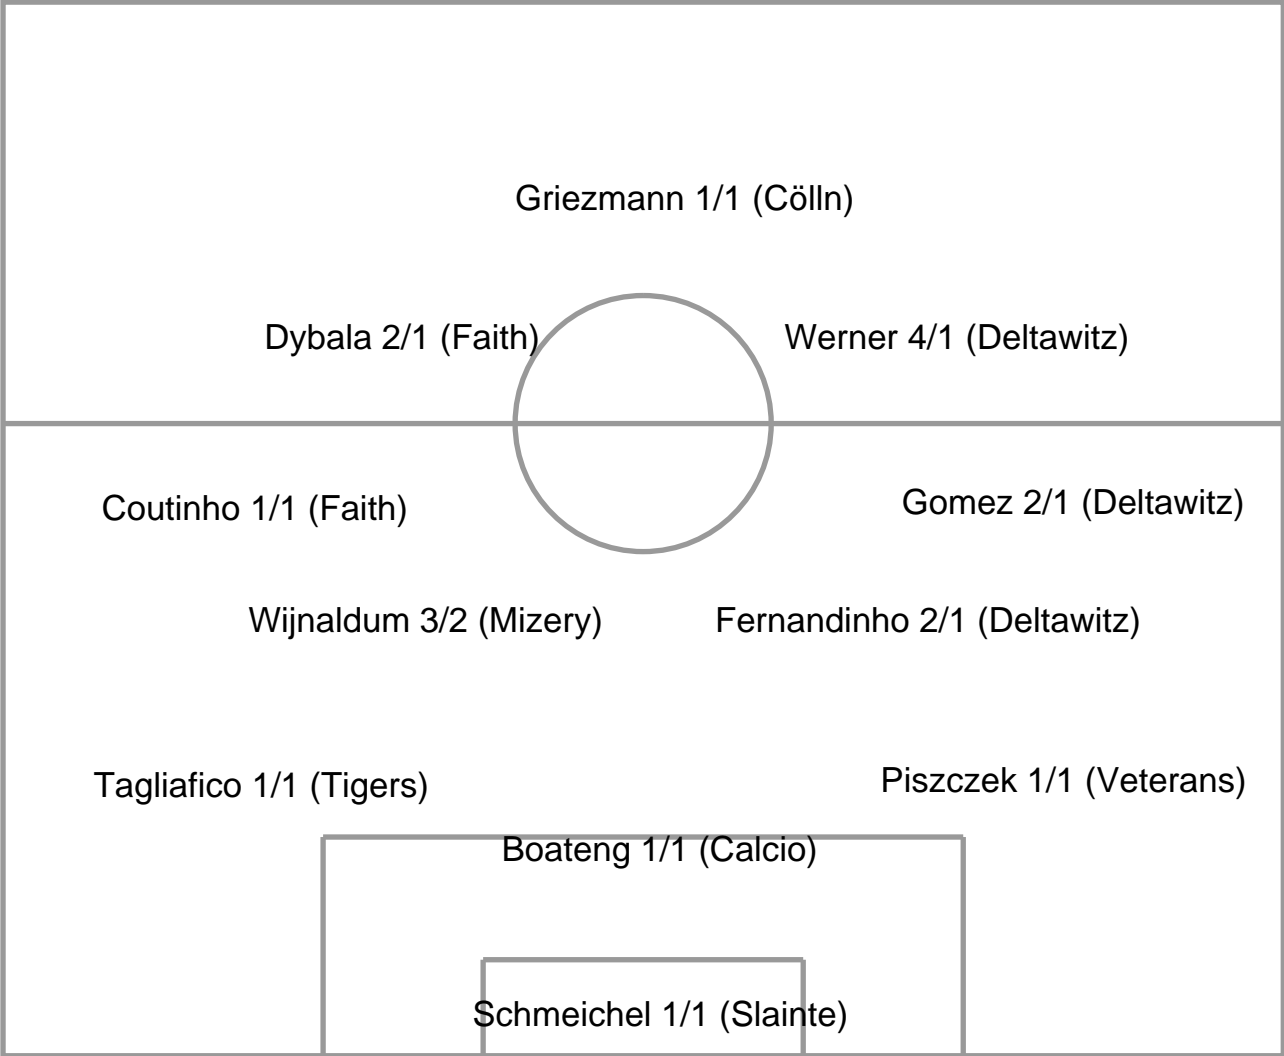 Griezmann 1/1 (Cölln)
Dybala 2/1 (Faith)
Werner 4/1 (Deltawitz)
Coutinho 1/1 (Faith)
Gomez 2/1 (Deltawitz)
Wijnaldum 3/2 (Mizery)
Fernandinho 2/1 (Deltawitz)
Tagliafico 1/1 (Tigers)
Piszczek 1/1 (Veterans)
Boateng 1/1 (Calcio)
Schmeichel 1/1 (Slainte)